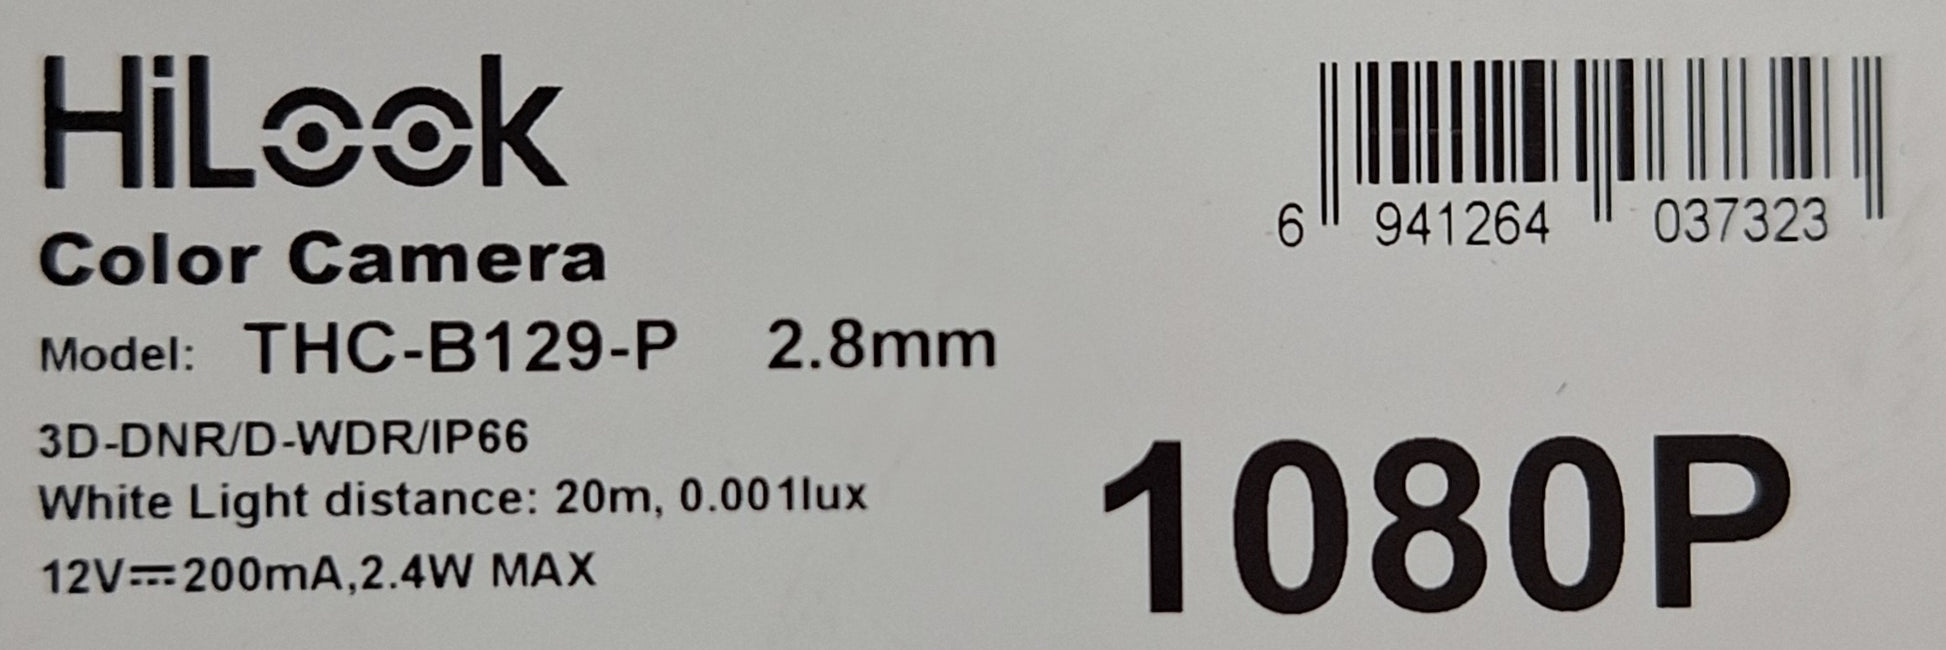 HiLook
6 941264 037323
Color Camera
Model: THC-B129-P 2.8mm
3D-DNR/D-WDR/IP66
White Light distance: 20m, 0.001lux
12V⎓200mA,2.4W MAX
1080P